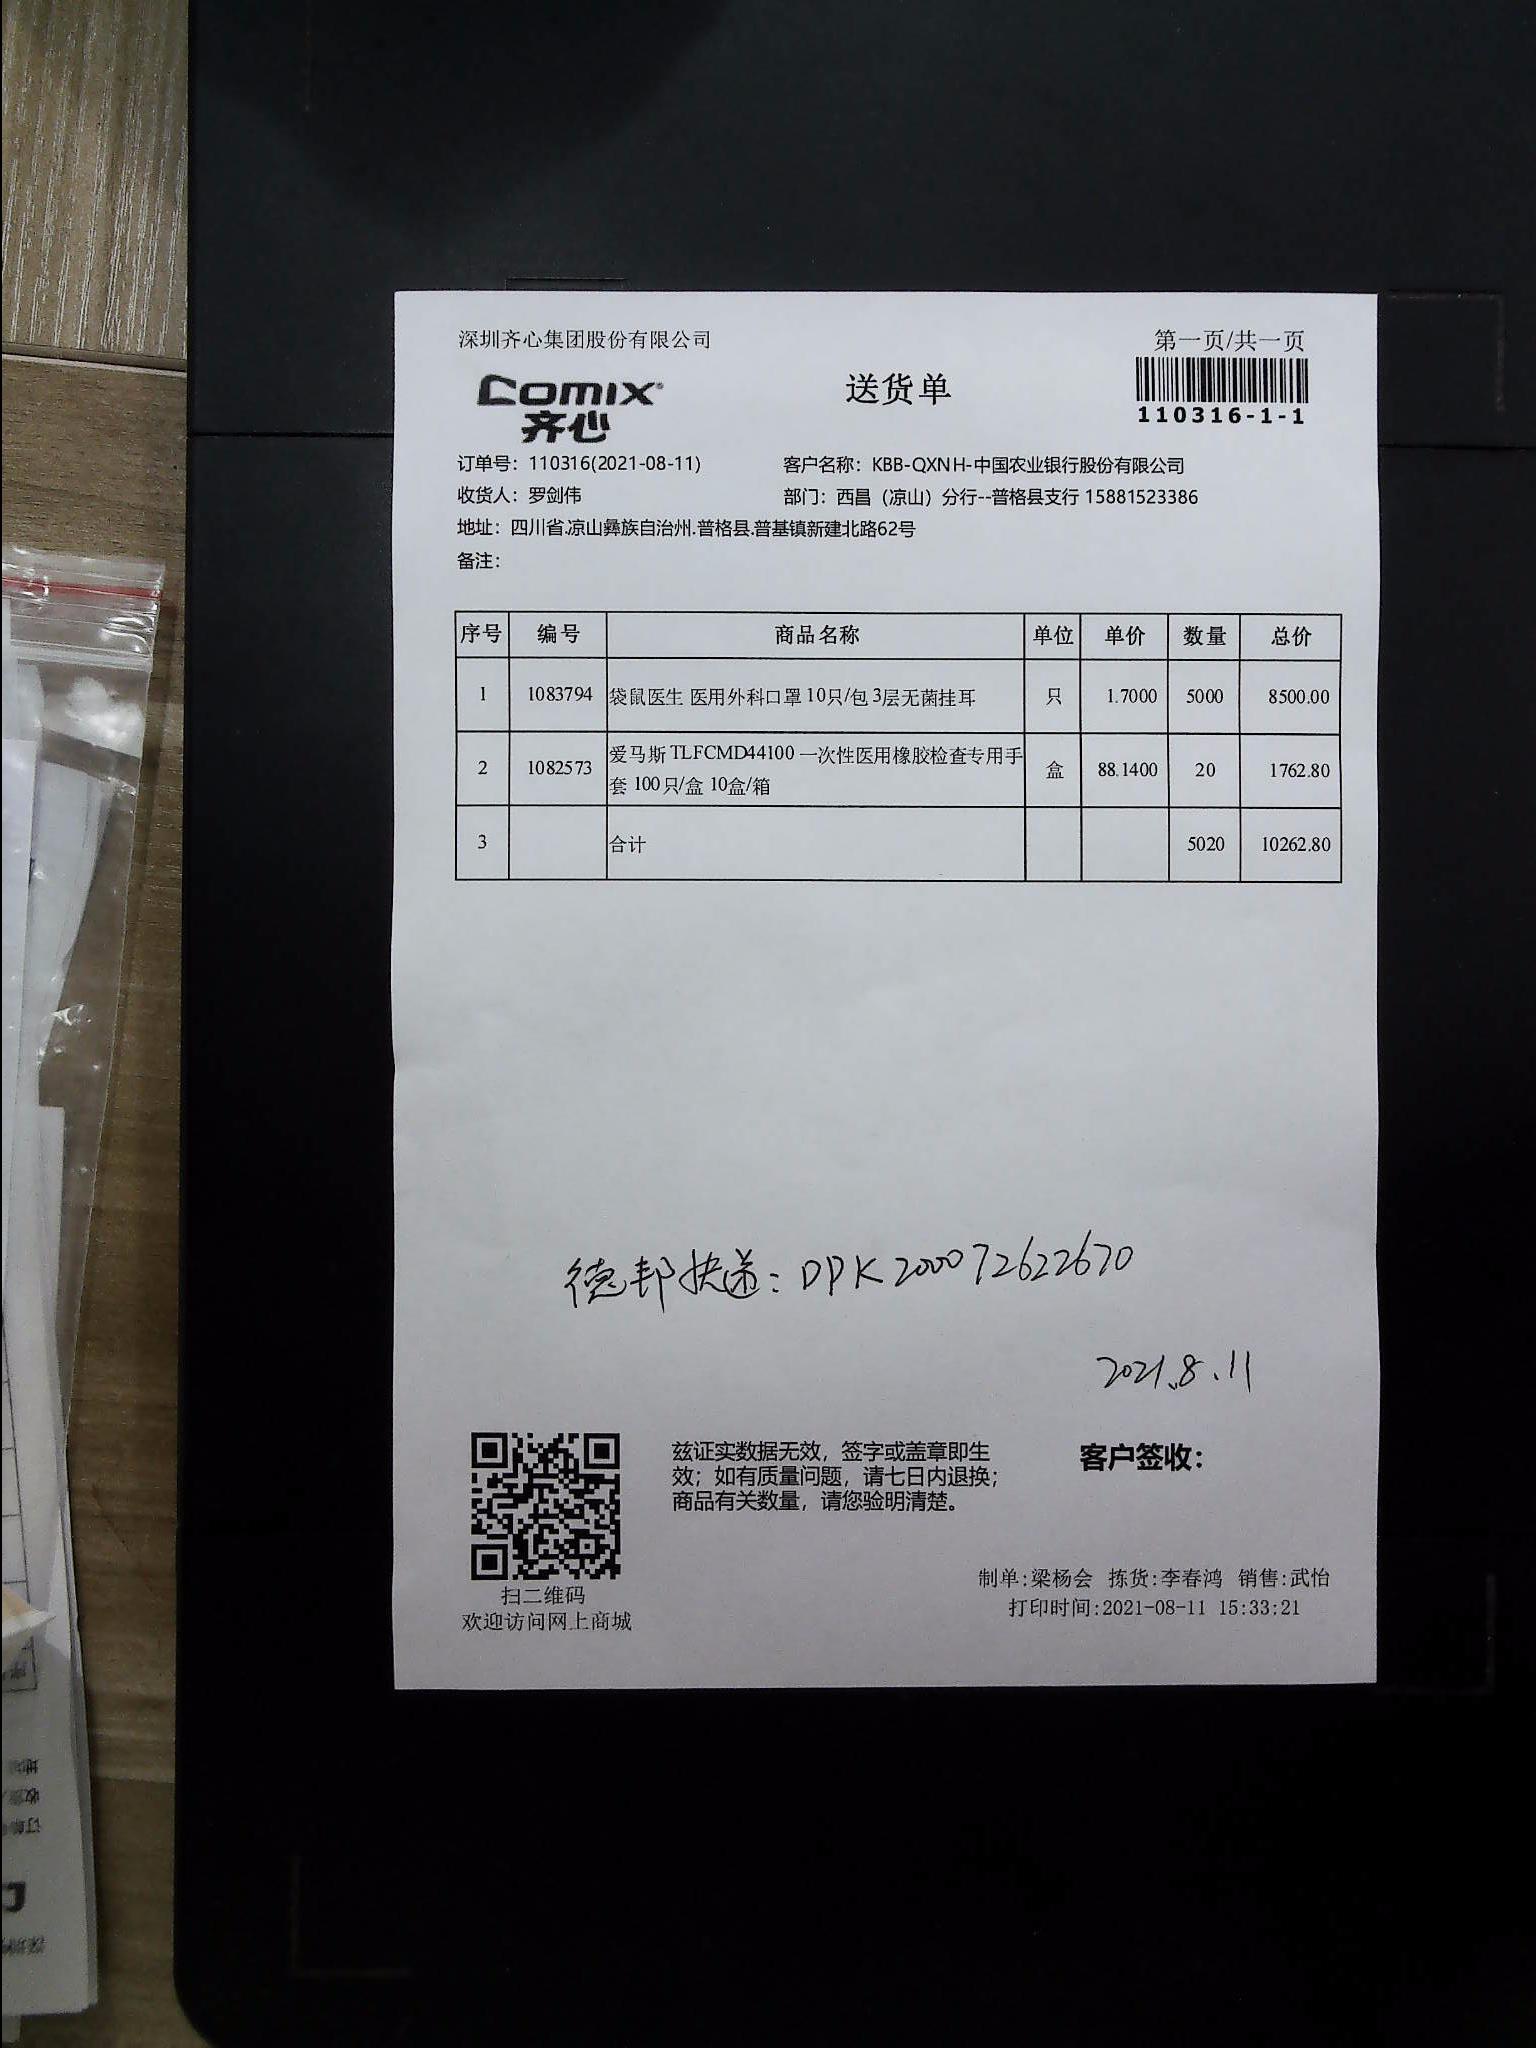 深圳齐心集团股份有限公司
第一页/共一页
Comix
齐心
送货单
110316-1-1
订单号：110316(2021-08-11)
客户名称：KBB-QXNH-中国农业银行股份有限公司
收货人：罗剑伟
部门：西昌（凉山）分行--普格县支行 15881523386
地址：四川省.凉山彝族自治州.普格县.普基镇新建北路62号
备注：
序号 编号 商品名称 单位 单价 数量 总价
1 1083794 袋鼠医生 医用外科口罩 10只/包 3层无菌挂耳 只 1.7000 5000 8500.00
2 1082573 爱马斯 TLFCMD44100 一次性医用橡胶检查专用手 盒 88.1400 20 1762.80
套 100只/盒 10盒/箱
3 合计 5020 10262.80
德邦快递：DPK200072622670
2021.8.11
兹证实数据无效，签字或盖章即生
效；如有质量问题，请七日内退换；
商品有关数量，请您验明清楚。
客户签收：
扫二维码
欢迎访问网上商城
制单:梁杨会 拣货:李春鸿 销售:武怡
打印时间:2021-08-11 15:33:21